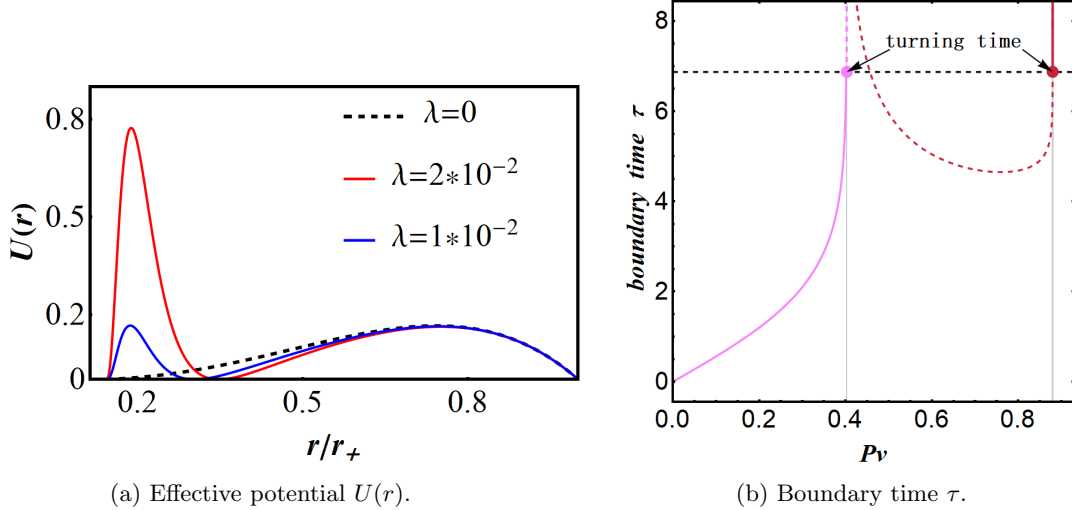 U(r)
0.8
0.5
0.2
0
0.2
0.5
0.8
r/r₊
λ=0
λ=2*10⁻²
λ=1*10⁻²
(a) Effective potential U(r).
boundary time τ
8
6
4
2
0
0.0
0.2
0.4
0.6
0.8
Pv
turning time
(b) Boundary time τ.